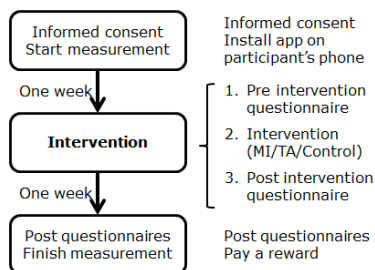 Informed consent
Start measurement
Informed consent
Install app on
participant's phone
One week
Intervention
1. Pre intervention
questionnaire
2. Intervention
(MI/TA/Control)
3. Post intervention
questionnaire
One week
Post questionnaires
Finish measurement
Post questionnaires
Pay a reward